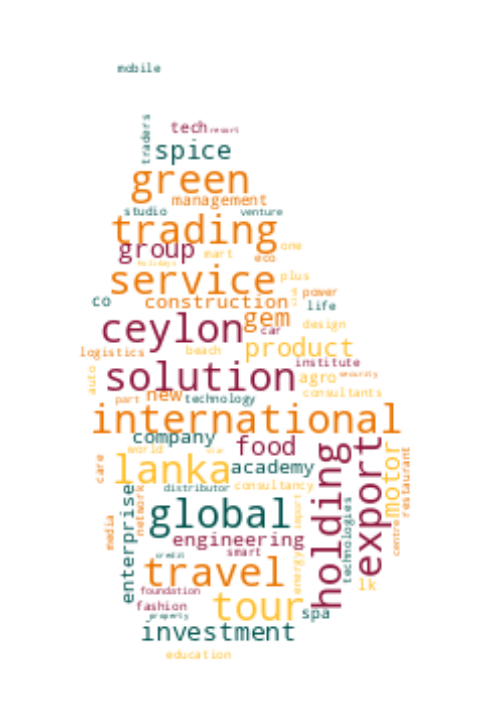 mobile
traders
tech resort
spice
green
management
studio venture
trading
group mart one
eco
holidays
service plus
co construction power
life
gem
ceylon car design
logistics beach product
institute
auto solution agro security
part new technology consultants
international
company food
world
care lanka academy
distributor consultancy
enterprise network
global import
media engineering
credit smart
travel energy
foundation
fashion tour
property spa
investment
education
holding
technologies
export
motor
centre
restaurant
lk